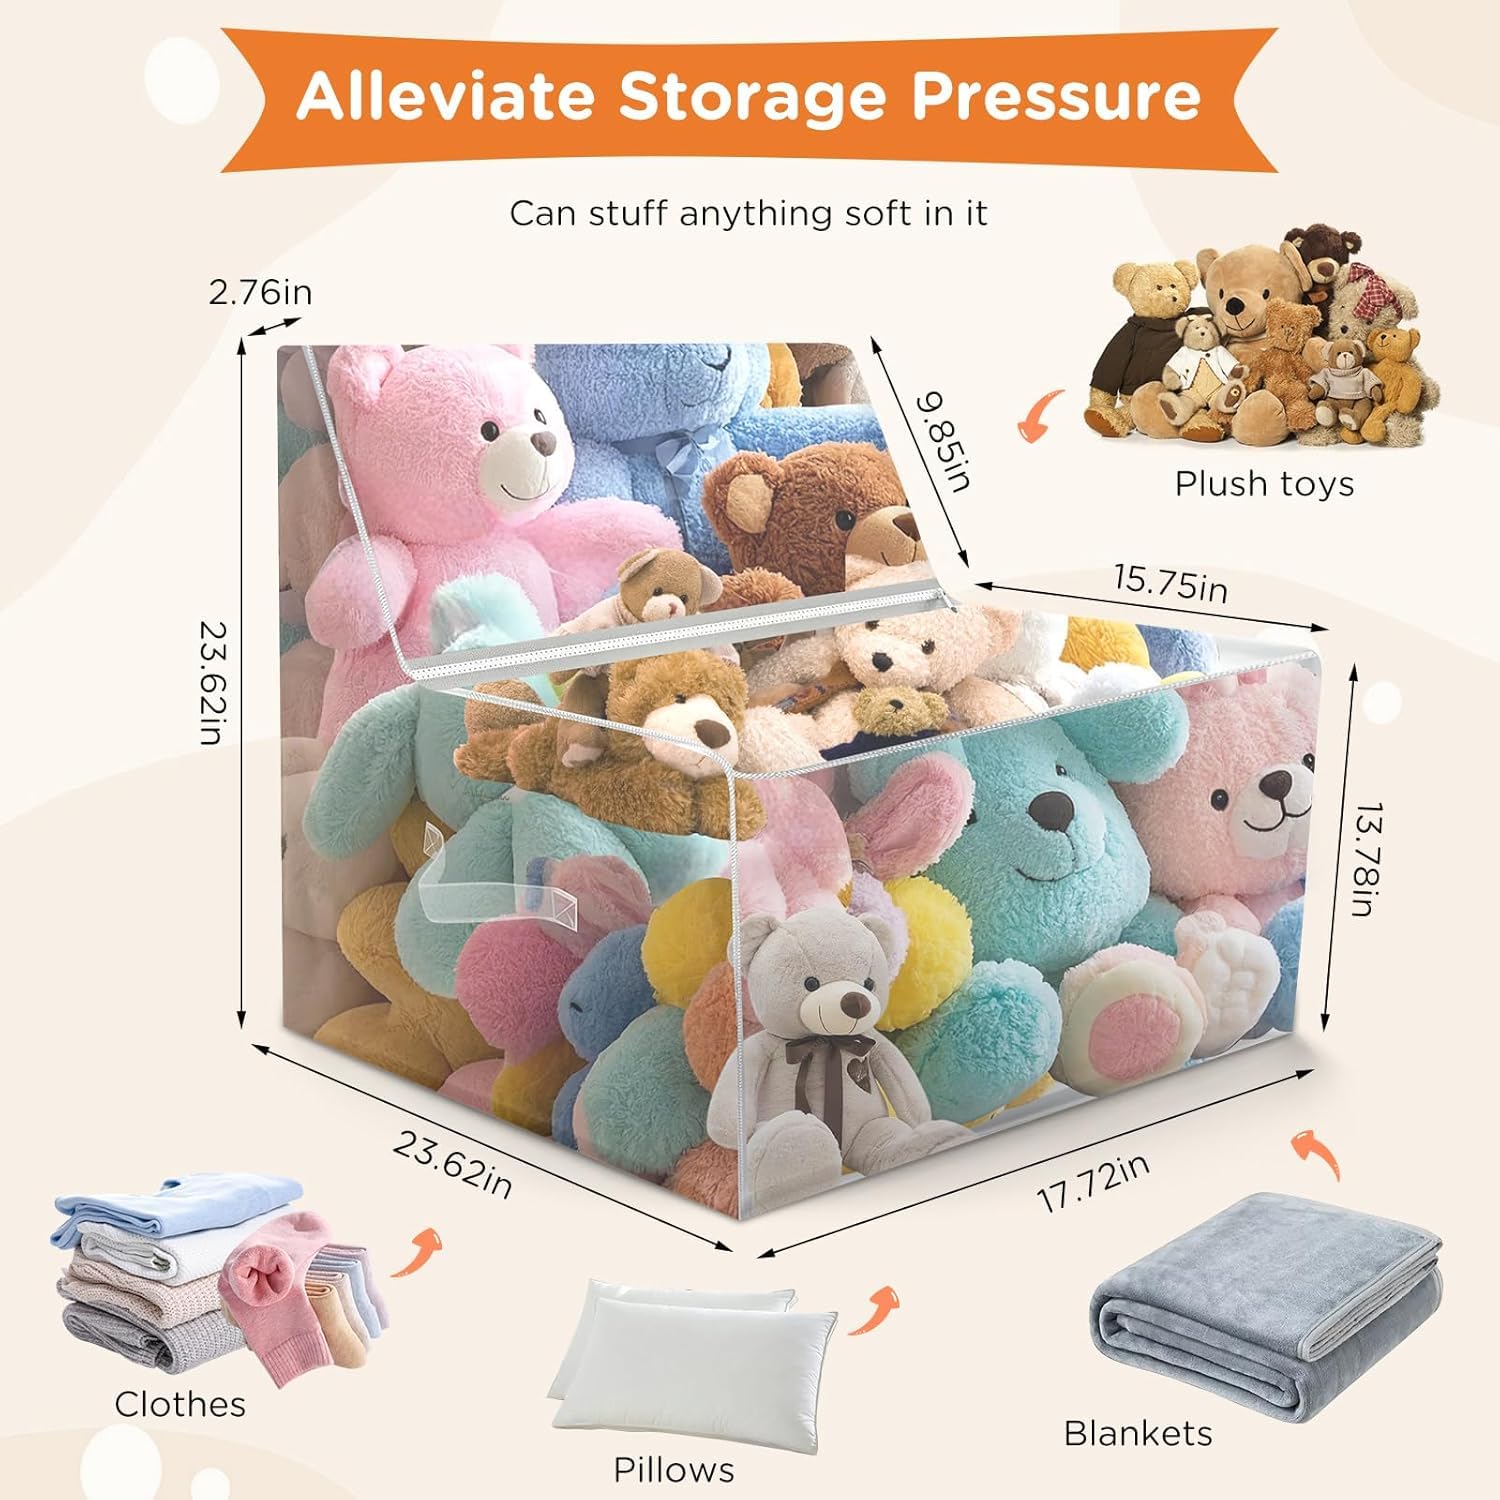 Alleviate Storage Pressure
Can stuff anything soft in it
2.76in
9.85in
Plush toys
15.75in
23.62in
13.78in
23.62in
17.72in
Clothes
Pillows
Blankets